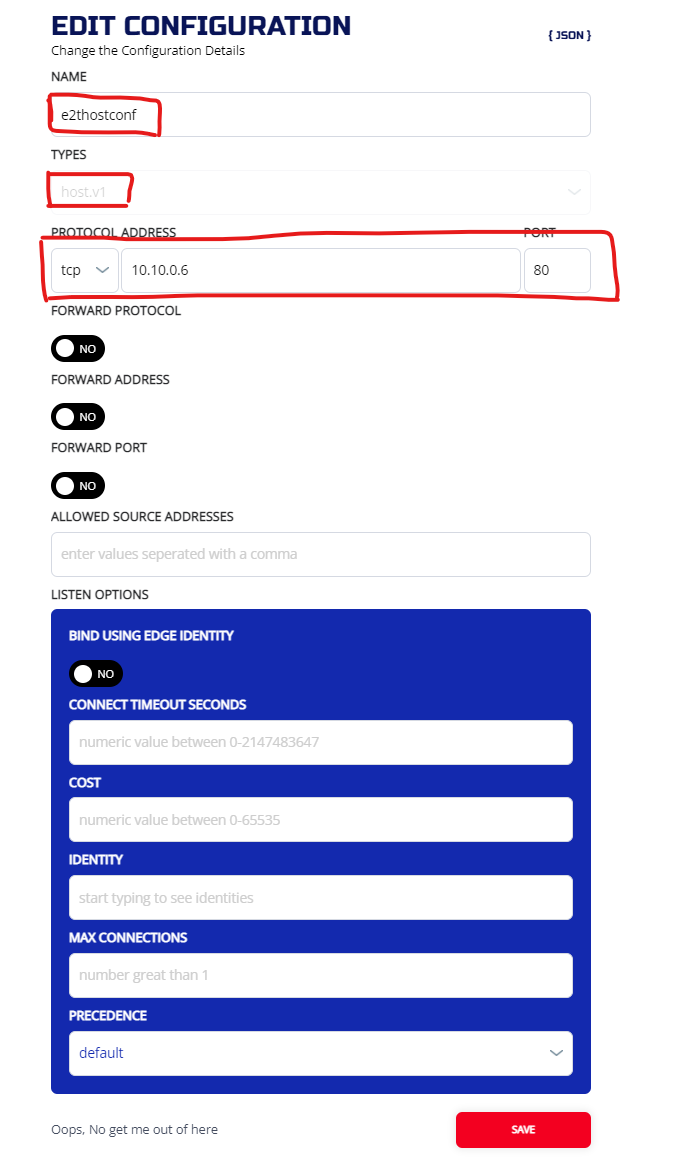 EDIT CONFIGURATION
Change the Configuration Details
{ JSON }
NAME
e2thostconf
TYPES
host.v1
PROTOCOL ADDRESS PORT
tcp 10.10.0.6 80
FORWARD PROTOCOL
NO
FORWARD ADDRESS
NO
FORWARD PORT
NO
ALLOWED SOURCE ADDRESSES
enter values seperated with a comma
LISTEN OPTIONS
BIND USING EDGE IDENTITY
NO
CONNECT TIMEOUT SECONDS
numeric value between 0-2147483647
COST
numeric value between 0-65535
IDENTITY
start typing to see identities
MAX CONNECTIONS
number great than 1
PRECEDENCE
default
Oops, No get me out of here SAVE